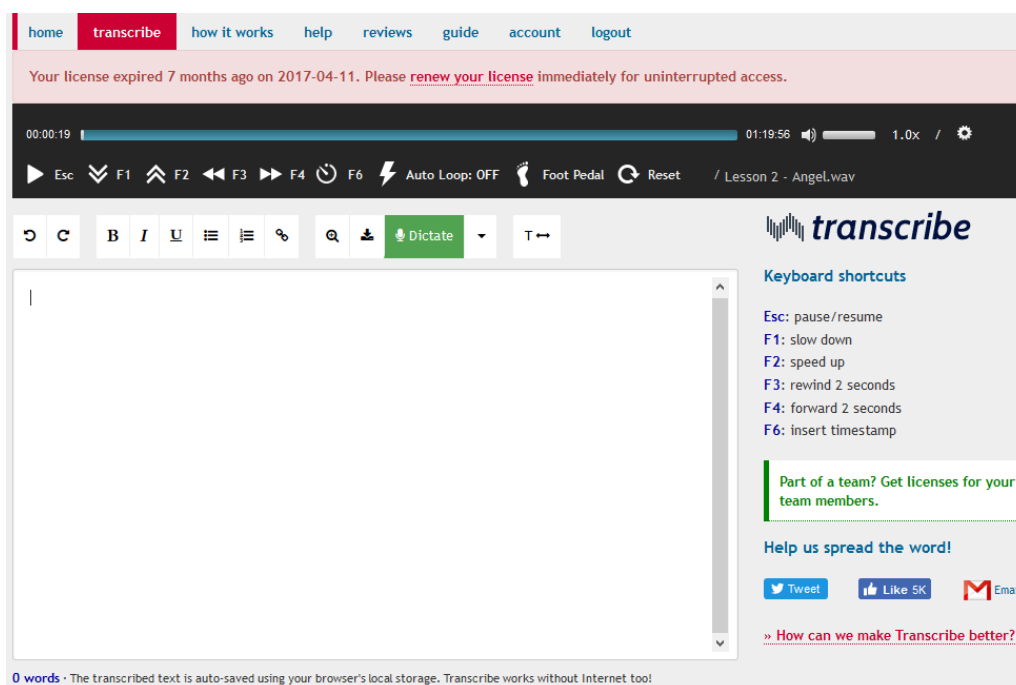 home transcribe how it works help reviews guide account logout
Your license expired 7 months ago on 2017-04-11. Please renew your license immediately for uninterrupted access.
00:00:19 01:19:56 1.0x /
Esc F1 F2 F3 F4 F6 Auto Loop: OFF Foot Pedal Reset / Lesson 2 - Angel.wav
B I U Dictate T
transcribe
Keyboard shortcuts
Esc: pause/resume
F1: slow down
F2: speed up
F3: rewind 2 seconds
F4: forward 2 seconds
F6: insert timestamp
Part of a team? Get licenses for your
team members.
Help us spread the word!
Tweet Like 5K Ema
» How can we make Transcribe better?
0 words · The transcribed text is auto-saved using your browser's local storage. Transcribe works without Internet too!